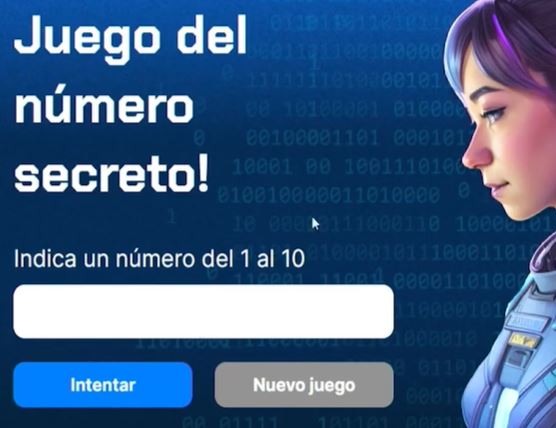 Juego del
número
secreto!
Indica un número del 1 al 10
Intentar
Nuevo juego